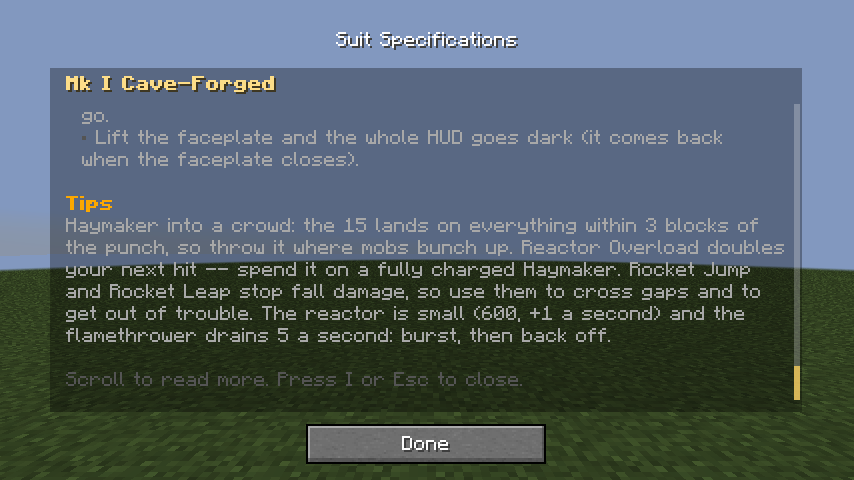 Suit Specifications
Mk I Cave-Forged
go.
· Lift the faceplate and the whole HUD goes dark (it comes back
when the faceplate closes).
Tips
Haymaker into a crowd: the 15 lands on everything within 3 blocks of
the punch, so throw it where mobs bunch up. Reactor Overload doubles
your next hit -- spend it on a fully charged Haymaker. Rocket Jump
and Rocket Leap stop fall damage, so use them to cross gaps and to
get out of trouble. The reactor is small (600, +1 a second) and the
flamethrower drains 5 a second: burst, then back off.
Scroll to read more. Press I or Esc to close.
Done